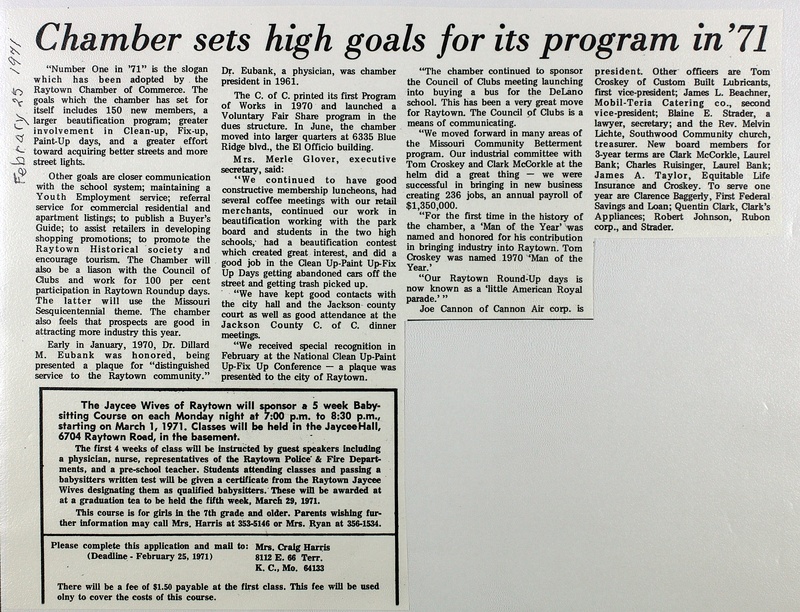 Chamber sets high goals for its program in '71
February 25 1971
"Number One in '71" is the slogan
which has been adopted by the
Raytown Chamber of Commerce. The
goals which the chamber has set for
itself includes 150 new members, a
larger beautification program; greater
involvement in Clean-up, Fix-up,
Paint-Up days, and a greater effort
toward acquiring better streets and more
street lights.
Other goals are closer communication
with the school system; maintaining a
Youth Employment service; referral
service for commercial residential and
apartment listings; to publish a Buyer's
Guide; to assist retailers in developing
shopping promotions; to promote the
Raytown Historical society and
encourage tourism. The Chamber will
also be a liason with the Council of
Clubs and work for 100 per cent
participation in Raytown Roundup days.
The latter will use the Missouri
Sesquicentennial theme. The chamber
also feels that prospects are good in
attracting more industry this year.
Early in January, 1970, Dr. Dillard
M. Eubank was honored, being
presented a plaque for "distinguished
service to the Raytown community."
Dr. Eubank, a physician, was chamber
president in 1961.
The C. of C. printed its first Program
of Works in 1970 and launched a
Voluntary Fair Share program in the
dues structure. In June, the chamber
moved into larger quarters at 6335 Blue
Ridge blvd., the El Officio building.
Mrs. Merle Glover, executive
secretary, said:
"We continued to have good
constructive membership luncheons, had
several coffee meetings with our retail
merchants, continued our work in
beautification working with the park
board and students in the two high
schools, had a beautification contest
which created great interest, and did a
good job in the Clean Up-Paint Up-Fix
Up Days getting abandoned cars off the
street and getting trash picked up.
"We have kept good contacts with
the city hall and the Jackson county
court as well as good attendance at the
Jackson County C. of C. dinner
meetings.
"We received special recognition in
February at the National Clean Up-Paint
Up-Fix Up Conference — a plaque was
presented to the city of Raytown.
"The chamber continued to sponsor
the Council of Clubs meeting launching
into buying a bus for the DeLano
school. This has been a very great move
for Raytown. The Council of Clubs is a
means of communicating.
"We moved forward in many areas of
the Missouri Community Betterment
program. Our industrial committee with
Tom Croskey and Clark McCorkle at the
helm did a great thing — we were
successful in bringing in new business
creating 236 jobs, an annual payroll of
$1,350,000.
"For the first time in the history of
the chamber, a 'Man of the Year' was
named and honored for his contribution
in bringing industry into Raytown. Tom
Croskey was named 1970 'Man of the
Year.'
"Our Raytown Round-Up days is
now known as a 'little American Royal
parade.' "
Joe Cannon of Cannon Air corp. is
president. Other officers are Tom
Croskey of Custom Built Lubricants,
first vice-president; James L. Beachner,
Mobil-Teria Catering co., second
vice-president; Blaine E. Strader, a
lawyer, secretary; and the Rev. Melvin
Lichte, Southwood Community church,
treasurer. New board members for
3-year terms are Clark McCorkle, Laurel
Bank; Charles Ruisinger, Laurel Bank;
James A. Taylor, Equitable Life
Insurance and Croskey. To serve one
year are Clarence Baggerly, First Federal
Savings and Loan; Quentin Clark, Clark's
Appliances; Robert Johnson, Rubon
corp., and Strader.
The Jaycee Wives of Raytown will sponsor a 5 week Baby-
sitting Course on each Monday night at 7:00 p.m. to 8:30 p.m.,
starting on March 1, 1971. Classes will be held in the Jaycee Hall,
6704 Raytown Road, in the basement.
The first 4 weeks of class will be instructed by guest speakers including
a physician, nurse, representatives of the Raytown Police & Fire Depart-
ments, and a pre-school teacher. Students attending classes and passing a
babysitters written test will be given a certificate from the Raytown Jaycee
Wives designating them as qualified babysitters. These will be awarded at
at a graduation tea to be held the fifth week, March 29, 1971.
This course is for girls in the 7th grade and older. Parents wishing fur-
ther information may call Mrs. Harris at 353-5146 or Mrs. Ryan at 356-1534.
Please complete this application and mail to: Mrs. Craig Harris
(Deadline - February 25, 1971) 8112 E. 66 Terr.
K. C., Mo. 64133
There will be a fee of $1.50 payable at the first class. This fee will be used
olny to cover the costs of this course.